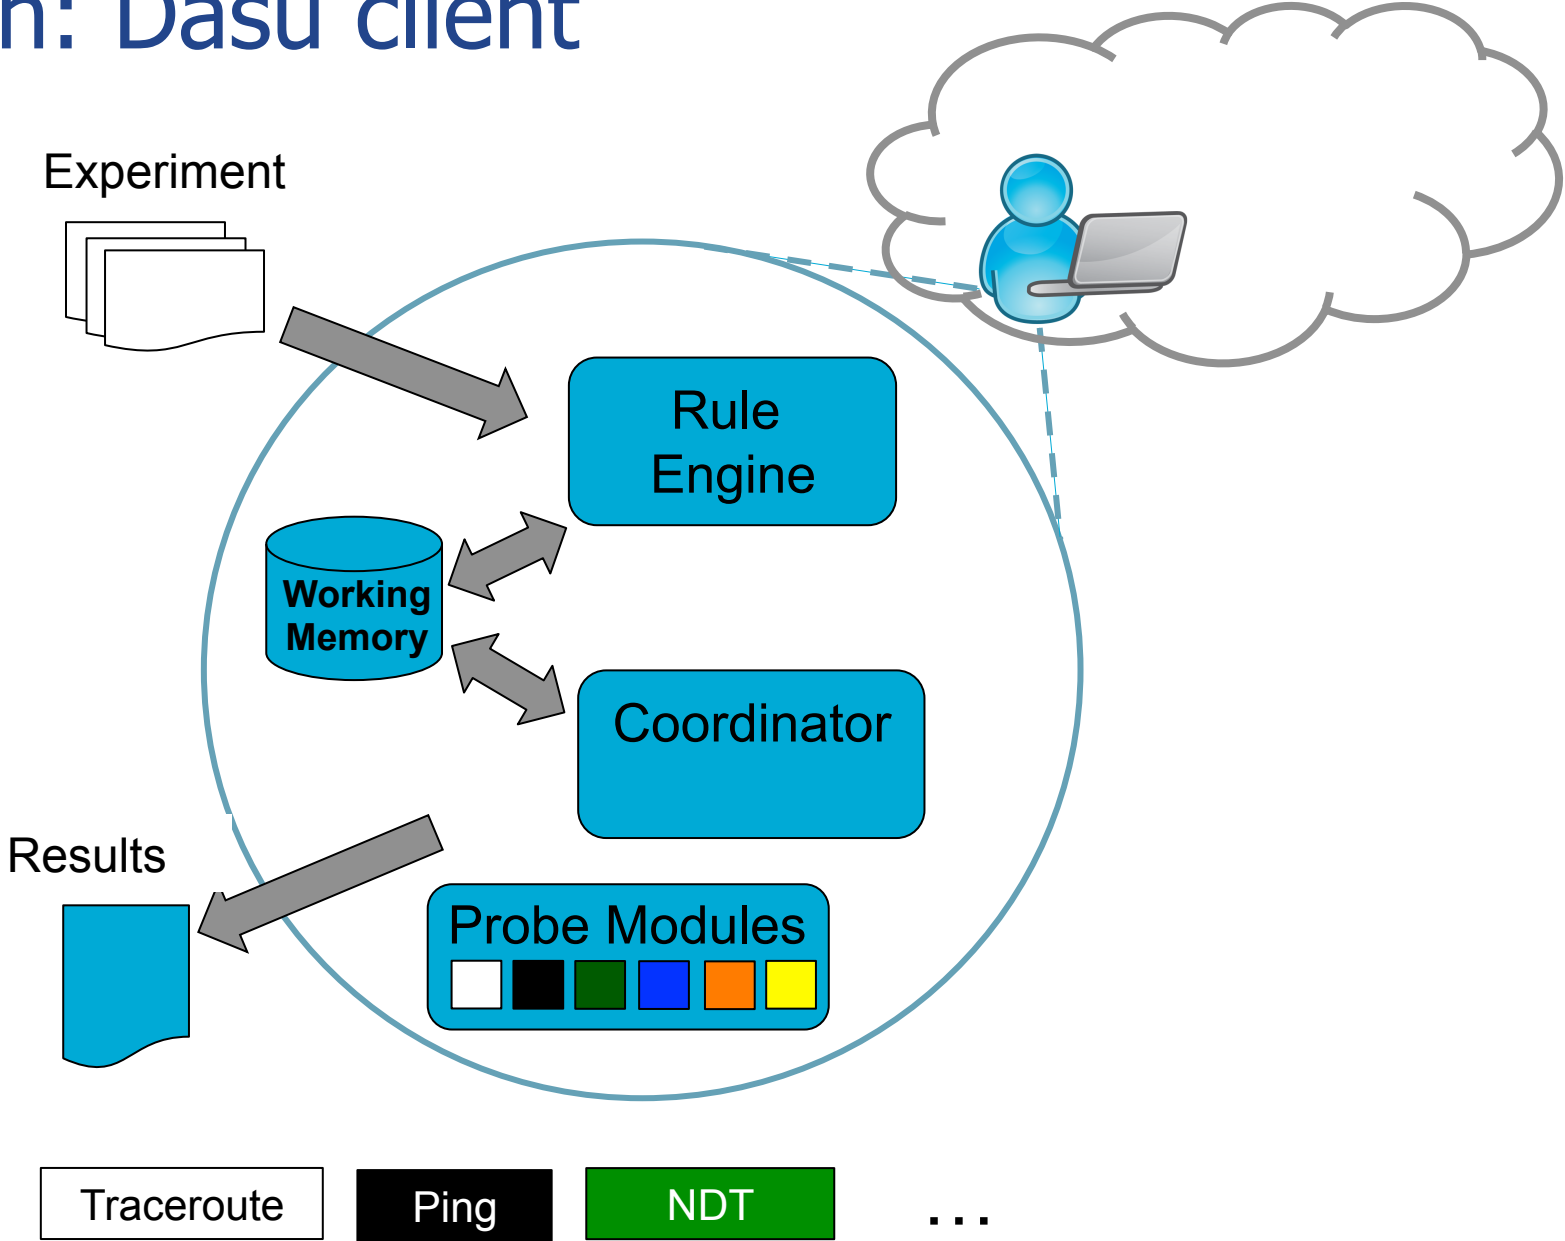 n: Dasu client
Experiment
Rule
Engine
Working
Memory
Coordinator
Results
Probe Modules
Traceroute
Ping
NDT
...